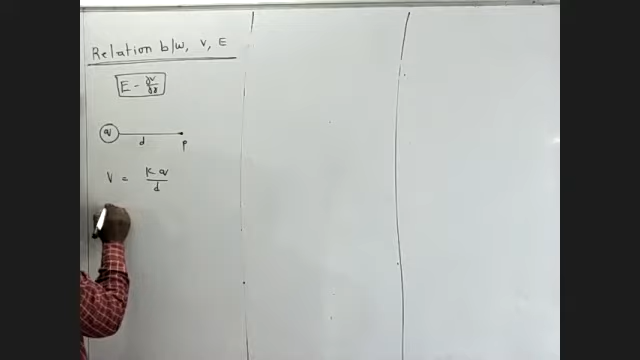 Relation b/w, V, E
E - ∂V/∂r
q
d
p
V = Kq/d